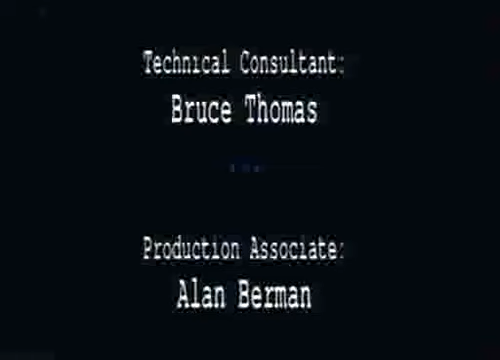 Technical Consultant:
Bruce Thomas
Production Associate:
Alan Berman